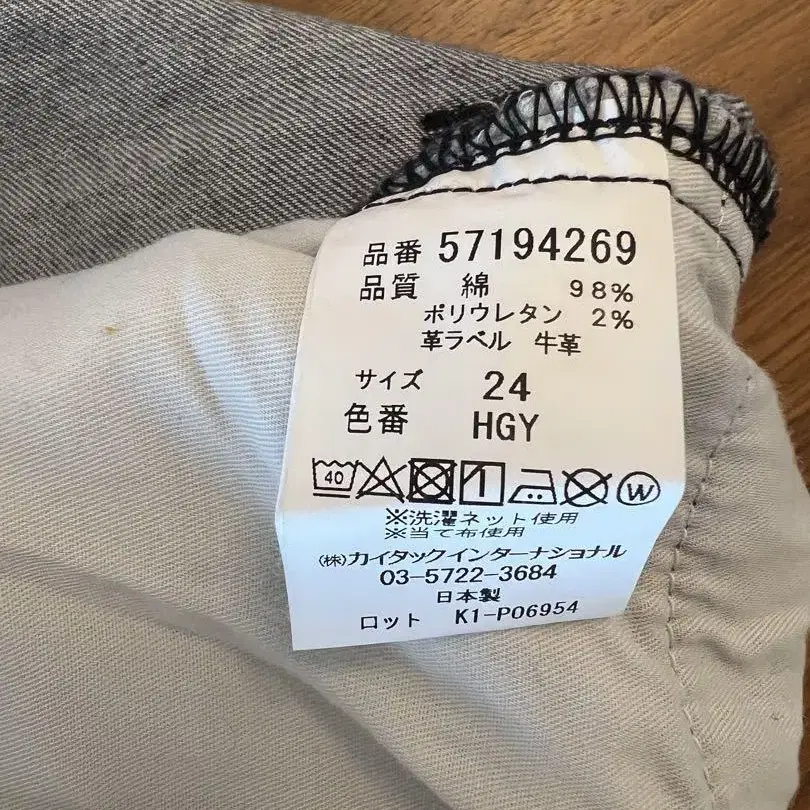 品番 57194269
品質 綿 98%
ポリウレタン 2%
革ラベル 牛革
サイズ 24
色番 HGY
40 W
※洗濯ネット使用
※当て布使用
(株)カイタックインターナショナル
03-5722-3684
日本製
ロット K1-P06954